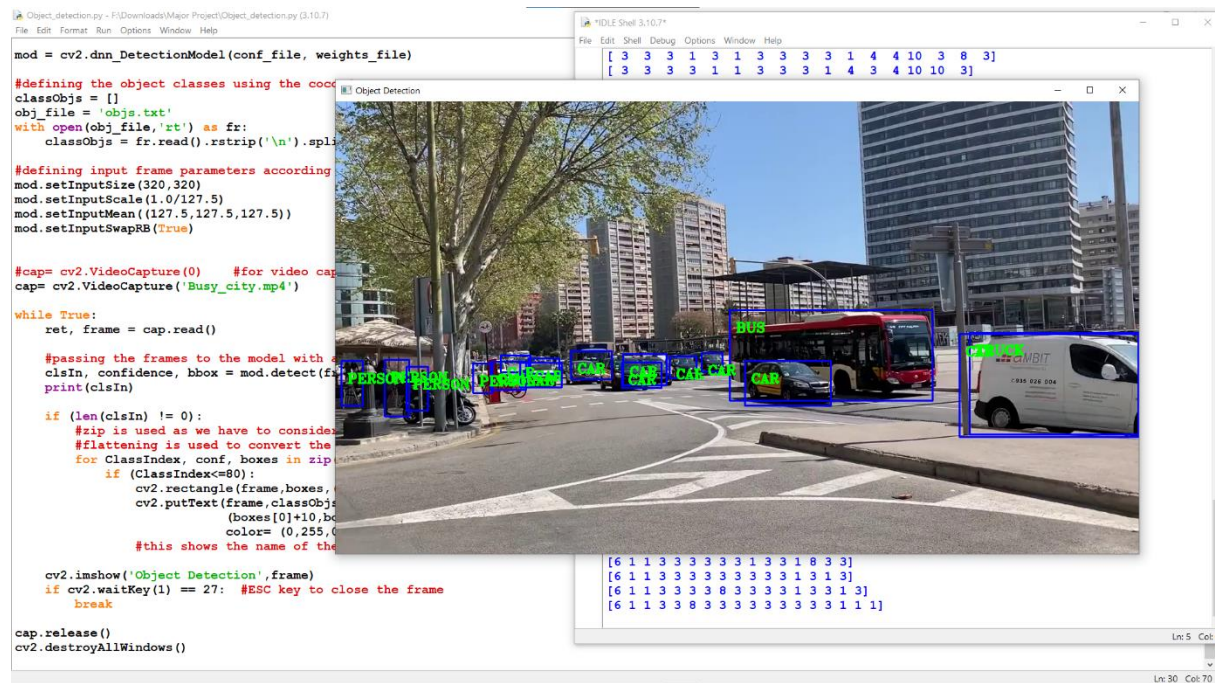 Object_detection.py - F:\Downloads\Major Project\Object_detection.py (3.10.7)
File Edit Format Run Options Window Help
mod = cv2.dnn_DetectionModel(conf_file, weights_file)
#defining the object classes using the coc
classObjs = []
obj_file = 'objs.txt'
with open(obj_file,'rt') as fr:
classObjs = fr.read().rstrip('\n').spli
#defining input frame parameters according
mod.setInputSize(320,320)
mod.setInputScale(1.0/127.5)
mod.setInputMean((127.5,127.5,127.5))
mod.setInputSwapRB(True)
#cap= cv2.VideoCapture(0) #for video cap
cap= cv2.VideoCapture('Busy_city.mp4')
while True:
ret, frame = cap.read()
#passing the frames to the model with a
clsIn, confidence, bbox = mod.detect(fr
print(clsIn)
if (len(clsIn) != 0):
#zip is used as we have to consider
#flattening is used to convert the
for ClassIndex, conf, boxes in zip(
if (ClassIndex<=80):
cv2.rectangle(frame,boxes,
cv2.putText(frame,classObjs
(boxes[0]+10,bo
color= (0,255,0
#this shows the name of the
cv2.imshow('Object Detection',frame)
if cv2.waitKey(1) == 27: #ESC key to close the frame
break
cap.release()
cv2.destroyAllWindows()
*IDLE Shell 3.10.7*
File Edit Shell Debug Options Window Help
[ 3 3 3 1 3 1 3 3 3 3 1 4 4 10 3 8 3]
[ 3 3 3 3 1 1 3 3 3 1 4 3 4 10 10 3]
Object Detection
BUS
PERSON PERSON
PERSON
CAR
CAR
CAR
CAR CAR
CAR
TRUCK
AMBIT
935 026 004
[6 1 1 3 3 3 3 3 3 1 3 3 1 8 3 3]
[6 1 1 3 3 3 3 3 3 3 3 3 1 3 1 3]
[6 1 1 3 3 3 3 8 3 3 3 3 1 3 3 1 3]
[6 1 1 3 3 8 3 3 3 3 3 3 3 3 3 1 1 1]
Ln: 5 Col:
Ln: 30 Col: 70